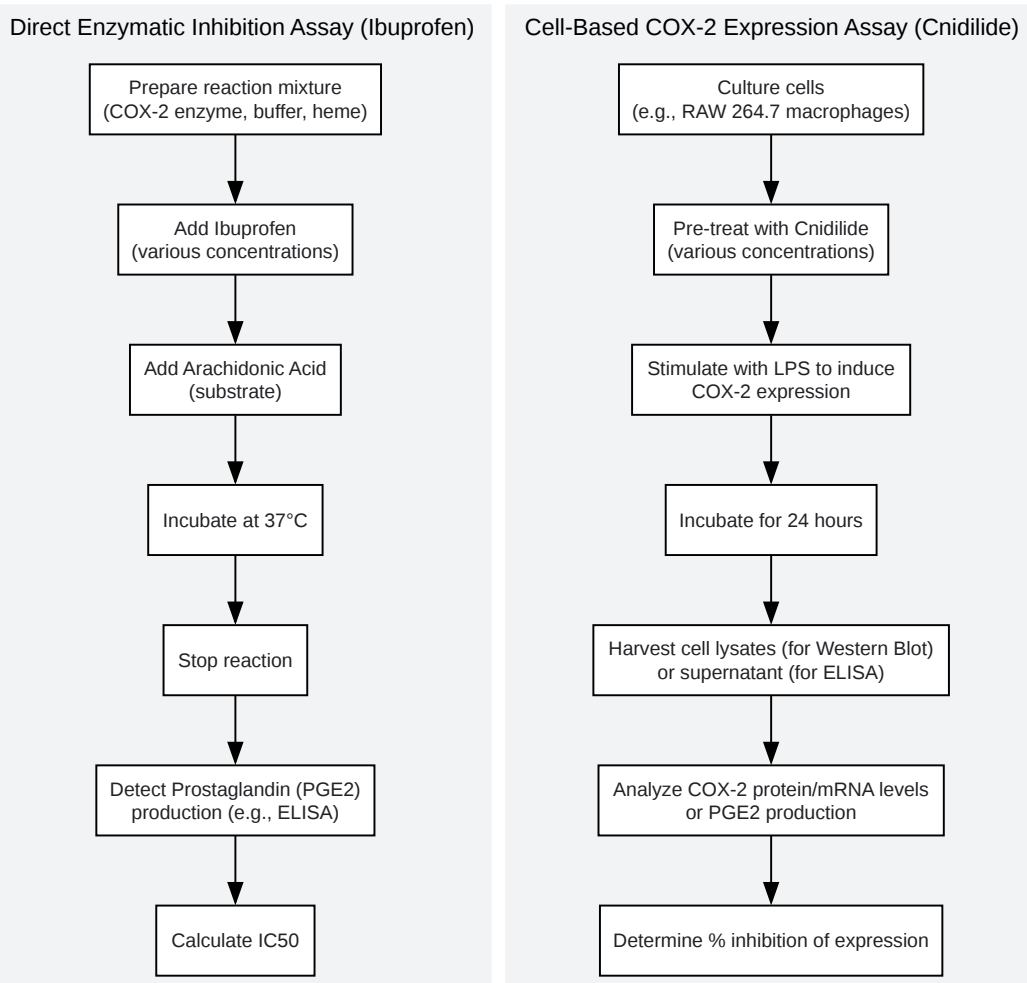 Direct Enzymatic Inhibition Assay (Ibuprofen)
Prepare reaction mixture
(COX-2 enzyme, buffer, heme)
Add Ibuprofen
(various concentrations)
Add Arachidonic Acid
(substrate)
Incubate at 37°C
Stop reaction
Detect Prostaglandin (PGE2)
production (e.g., ELISA)
Calculate IC50
Cell-Based COX-2 Expression Assay (Cnidilide)
Culture cells
(e.g., RAW 264.7 macrophages)
Pre-treat with Cnidilide
(various concentrations)
Stimulate with LPS to induce
COX-2 expression
Incubate for 24 hours
Harvest cell lysates (for Western Blot)
or supernatant (for ELISA)
Analyze COX-2 protein/mRNA levels
or PGE2 production
Determine % inhibition of expression